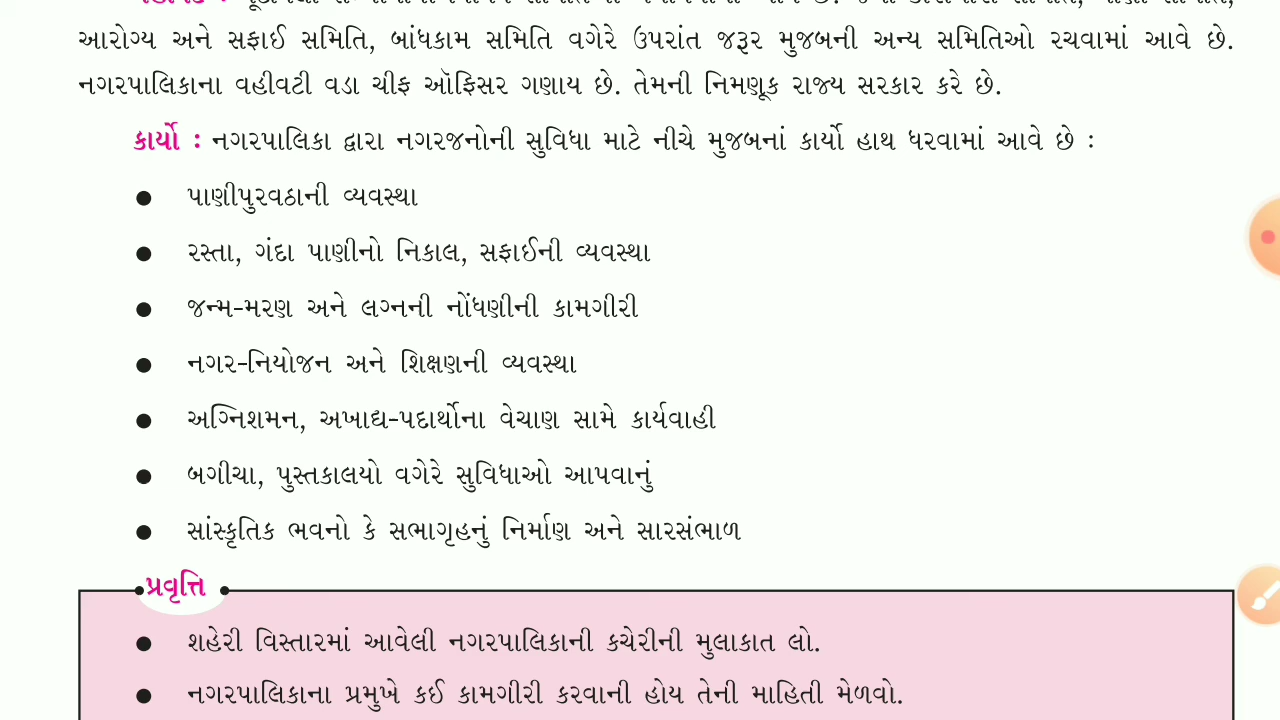 આરોગ્ય અને સફાઈ સમિતિ, બાંધકામ સમિતિ વગેરે ઉપરાંત જરૂર મુજબની અન્ય સમિતિઓ રચવામાં આવે છે.
નગરપાલિકાના વહીવટી વડા ચીફ ઑફિસર ગણાય છે. તેમની નિમણૂક રાજ્ય સરકાર કરે છે.
કાર્યો : નગરપાલિકા દ્વારા નગરજનોની સુવિધા માટે નીચે મુજબનાં કાર્યો હાથ ધરવામાં આવે છે :
● પાણીપુરવઠાની વ્યવસ્થા
● રસ્તા, ગંદા પાણીનો નિકાલ, સફાઈની વ્યવસ્થા
● જન્મ-મરણ અને લગ્નની નોંધણીની કામગીરી
● નગર-નિયોજન અને શિક્ષણની વ્યવસ્થા
● અગ્નિશમન, અખાદ્ય-પદાર્થોના વેચાણ સામે કાર્યવાહી
● બગીચા, પુસ્તકાલયો વગેરે સુવિધાઓ આપવાનું
● સાંસ્કૃતિક ભવનો કે સભાગૃહનું નિર્માણ અને સારસંભાળ
પ્રવૃત્તિ
● શહેરી વિસ્તારમાં આવેલી નગરપાલિકાની કચેરીની મુલાકાત લો.
● નગરપાલિકાના પ્રમુખે કઈ કામગીરી કરવાની હોય તેની માહિતી મેળવો.